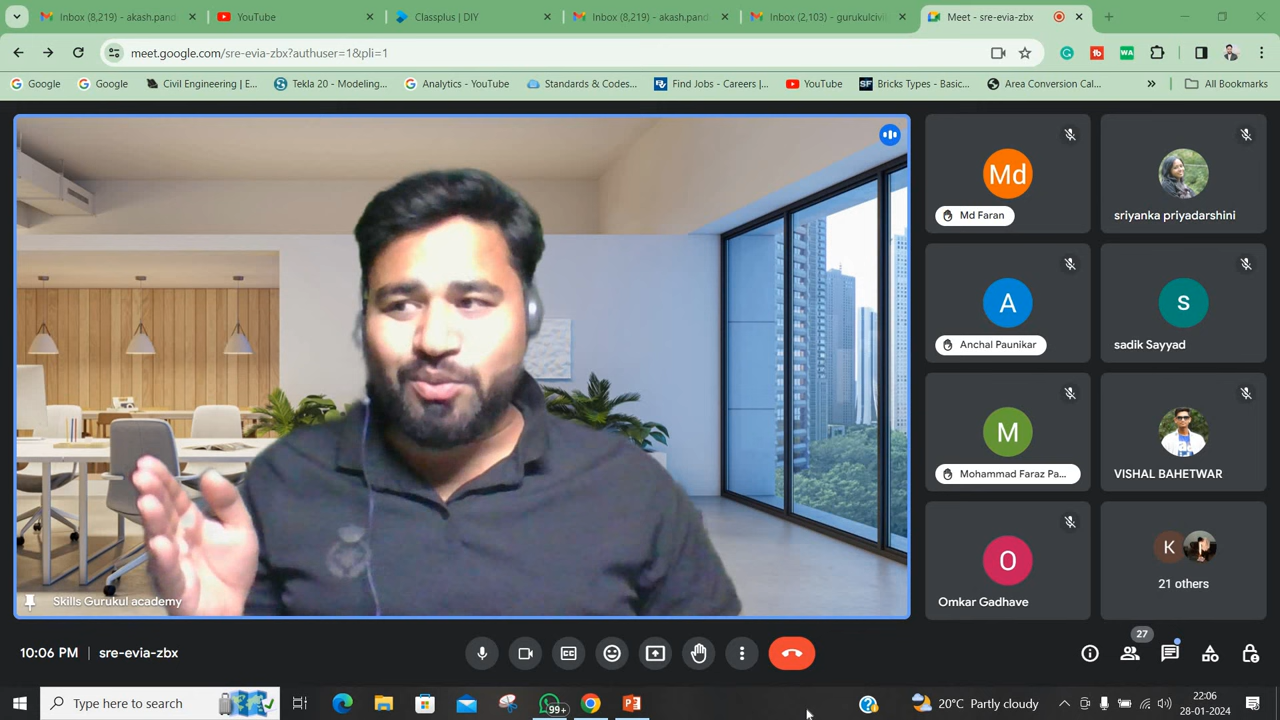 Inbox (8,219) - akash.pand
YouTube
Classplus | DIY
Inbox (8,219) - akash.pand
Inbox (2,103) - gurukulcivil
Meet - sre-evia-zbx
meet.google.com/sre-evia-zbx?authuser=1&pli=1
Google
Google
Civil Engineering | E...
Tekla 20 - Modeling...
Analytics - YouTube
Standards & Codes...
Find Jobs - Careers |...
YouTube
Bricks Types - Basic...
Area Conversion Cal...
All Bookmarks
Md
Md Faran
sriyanka priyadarshini
A
Anchal Paunikar
s
sadik Sayyad
M
Mohammad Faraz Pa...
VISHAL BAHETWAR
O
Omkar Gadhave
K
21 others
Skills Gurukul academy
10:06 PM | sre-evia-zbx
27
Type here to search
99+
20°C Partly cloudy
22:06
28-01-2024